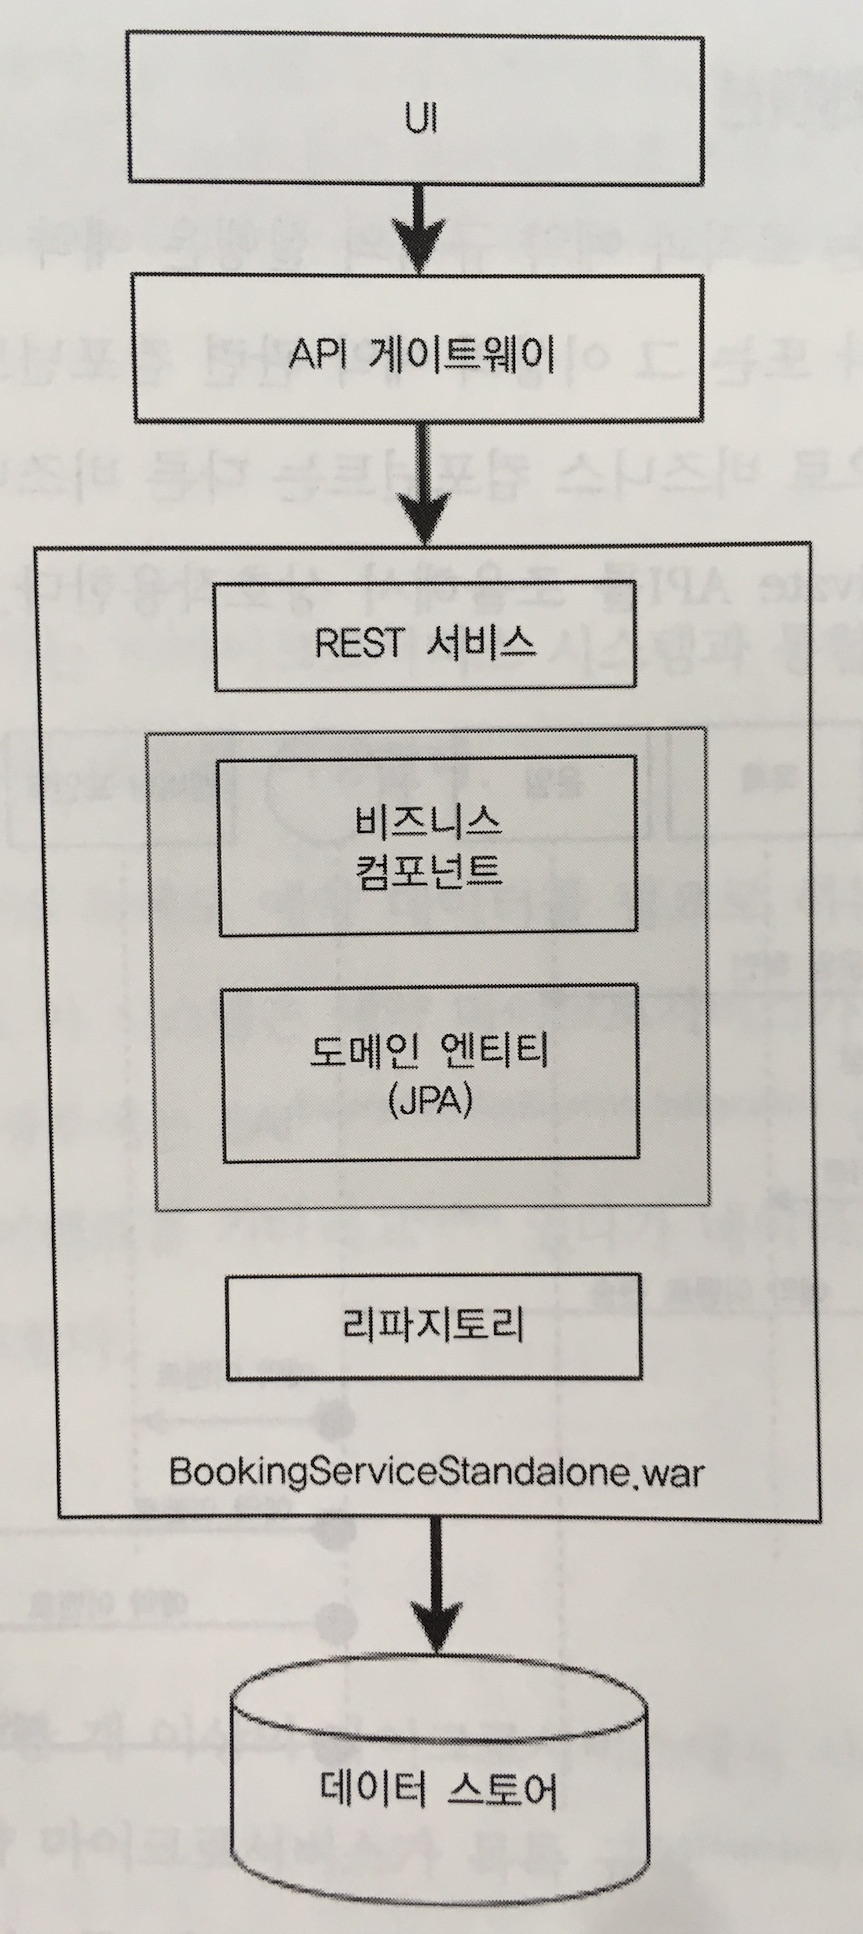 UI
API 게이트웨이
REST 서비스
비즈니스
컴포넌트
도메인 엔티티
(JPA)
리파지토리
BookingServiceStandalone.war
데이터 스토어